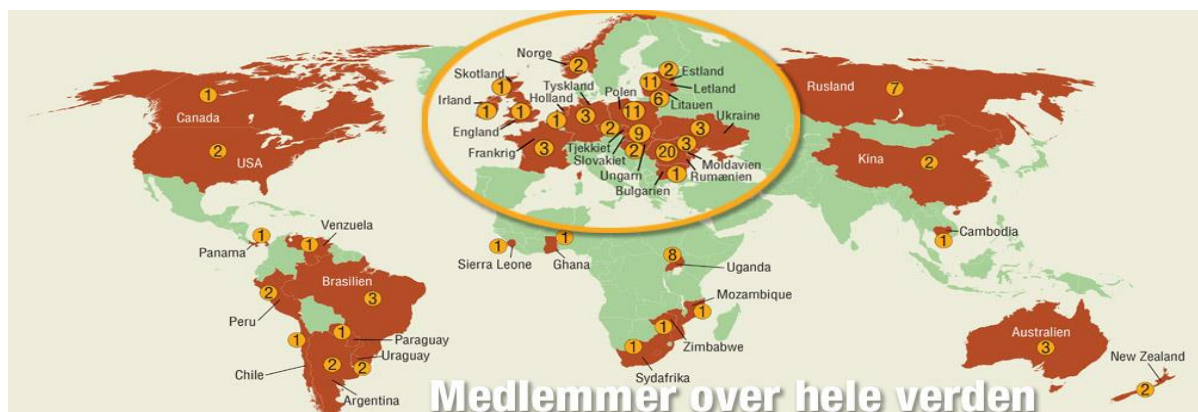 Norge
2
Skotland
1
Irland
1
England
1
Holland
1
Tyskland
3
Polen
11
2
Estland
11
Letland
6
Litauen
3
Ukraine
Frankrig
3
Tjekkiet
2
Slovakiet
9
Ungarn
2
Bulgarien
1
20
3
Moldavien
Rumænien
Rusland
7
1
Canada
2
USA
Kina
2
Cambodia
1
Panama
1
Venzuela
1
Brasilien
3
Peru
2
1
Paraguay
Uraguay
2
Chile
1
2
Argentina
1
Sierra Leone
1
Ghana
8
Uganda
Mozambique
1
1
Zimbabwe
1
Sydafrika
Australien
3
New Zealand
2
Medlemmer over hele verden